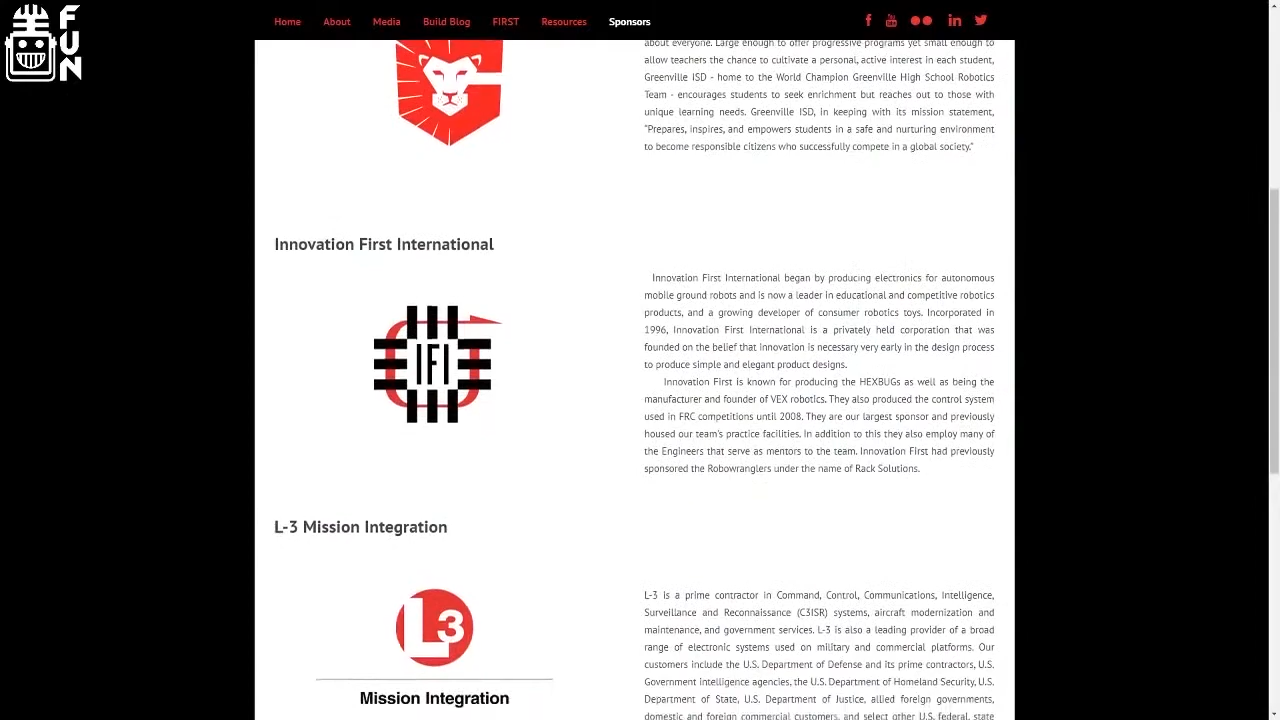 FUN
Home About Media Build Blog FIRST Resources Sponsors
about everyone. Large enough to offer progressive programs yet small enough to
allow teachers the chance to cultivate a personal, active interest in each student,
Greenville ISD - home to the World Champion Greenville High School Robotics
Team - encourages students to seek enrichment but reaches out to those with
unique learning needs. Greenville ISD, in keeping with its mission statement,
"Prepares, inspires, and empowers students in a safe and nurturing environment
to become responsible citizens who successfully compete in a global society."
Innovation First International
IFI
Innovation First International began by producing electronics for autonomous
mobile ground robots and is now a leader in educational and competitive robotics
products, and a growing developer of consumer robotics toys. Incorporated in
1996, Innovation First International is a privately held corporation that was
founded on the belief that innovation is necessary very early in the design process
to produce simple and elegant product designs.
Innovation First is known for producing the HEXBUGs as well as being the
manufacturer and founder of VEX robotics. They also produced the control system
used in FRC competitions until 2008. They are our largest sponsor and previously
housed our team's practice facilities. In addition to this they also employ many of
the Engineers that serve as mentors to the team. Innovation First had previously
sponsored the Robowranglers under the name of Rack Solutions.
L-3 Mission Integration
L3
Mission Integration
L-3 is a prime contractor in Command, Control, Communications, Intelligence,
Surveillance and Reconnaissance (C3ISR) systems, aircraft modernization and
maintenance, and government services. L-3 is also a leading provider of a broad
range of electronic systems used on military and commercial platforms. Our
customers include the U.S. Department of Defense and its prime contractors, U.S.
Government intelligence agencies, the U.S. Department of Homeland Security, U.S.
Department of State, U.S. Department of Justice, allied foreign governments,
domestic and foreign commercial customers, and select other U.S. federal, state